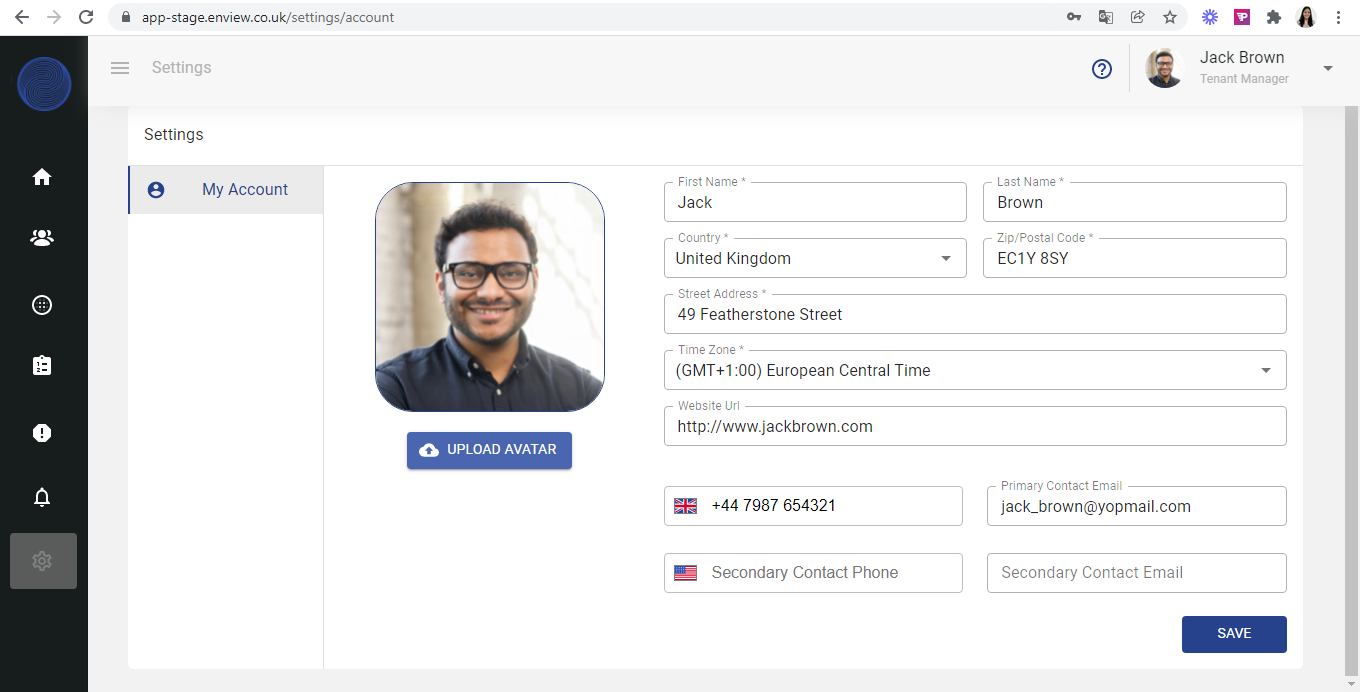 app-stage.enview.co.uk/settings/account
Settings
Jack Brown
Tenant Manager
Settings
My Account
UPLOAD AVATAR
First Name *
Jack
Last Name *
Brown
Country *
United Kingdom
Zip/Postal Code *
EC1Y 8SY
Street Address *
49 Featherstone Street
Time Zone *
(GMT+1:00) European Central Time
Website Url
http://www.jackbrown.com
+44 7987 654321
Primary Contact Email
jack_brown@yopmail.com
Secondary Contact Phone
Secondary Contact Email
SAVE